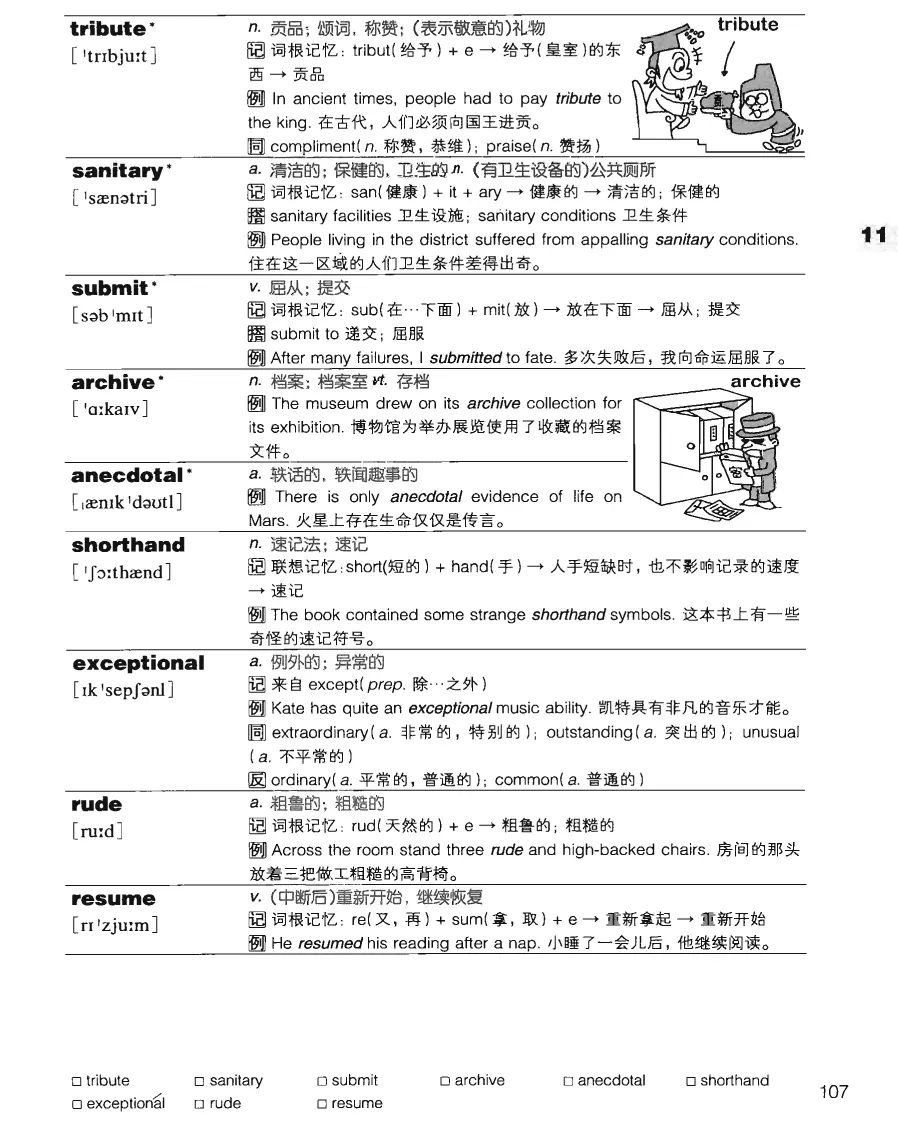 tribute*
[ˈtrɪbjuːt]
n. 贡品；颂词，称赞；（表示敬意的）礼物
记 词根记忆：tribut(给予) + e → 给予(皇室)的东
西 → 贡品
例 In ancient times, people had to pay tribute to
the king. 在古代，人们必须向国王进贡。
同 compliment(n. 称赞，恭维)；praise(n. 赞扬)
tribute
sanitary*
[ˈsænətri]
a. 清洁的；保健的，卫生的 n. （有卫生设备的）公共厕所
记 词根记忆：san(健康) + it + ary → 健康的 → 清洁的；保健的
搭 sanitary facilities 卫生设施；sanitary conditions 卫生条件
例 People living in the district suffered from appalling sanitary conditions.
住在这一区域的人们卫生条件差得出奇。
11
submit*
[səbˈmɪt]
v. 屈从；提交
记 词根记忆：sub(在…下面) + mit(放) → 放在下面 → 屈从；提交
搭 submit to 递交；屈服
例 After many failures, I submitted to fate. 多次失败后，我向命运屈服了。
archive*
[ˈɑːkaɪv]
n. 档案；档案室 vt. 存档
例 The museum drew on its archive collection for
its exhibition. 博物馆为举办展览使用了收藏的档案
文件。
archive
anecdotal*
[ˌænɪkˈdəʊtl]
a. 轶话的，轶闻趣事的
例 There is only anecdotal evidence of life on
Mars. 火星上存在生命仅仅是传言。
shorthand
[ˈʃɔːthænd]
n. 速记法；速记
记 联想记忆：short(短的) + hand(手) → 人手短缺时，也不影响记录的速度
→ 速记
例 The book contained some strange shorthand symbols. 这本书上有一些
奇怪的速记符号。
exceptional
[ɪkˈsepʃənl]
a. 例外的；异常的
记 来自 except(prep. 除…之外)
例 Kate has quite an exceptional music ability. 凯特具有非凡的音乐才能。
同 extraordinary(a. 非常的，特别的)；outstanding(a. 突出的)；unusual
(a. 不平常的)
反 ordinary(a. 平常的，普通的)；common(a. 普通的)
rude
[ruːd]
a. 粗鲁的；粗糙的
记 词根记忆：rud(天然的) + e → 粗鲁的；粗糙的
例 Across the room stand three rude and high-backed chairs. 房间的那头
放着三把做工粗糙的高背椅。
resume
[rɪˈzjuːm]
v. （中断后）重新开始，继续恢复
记 词根记忆：re(又，再) + sum(拿，取) + e → 重新拿起 → 重新开始
例 He resumed his reading after a nap. 小睡了一会儿后，他继续阅读。
□ tribute □ sanitary □ submit □ archive □ anecdotal □ shorthand
□ exceptional □ rude □ resume
107